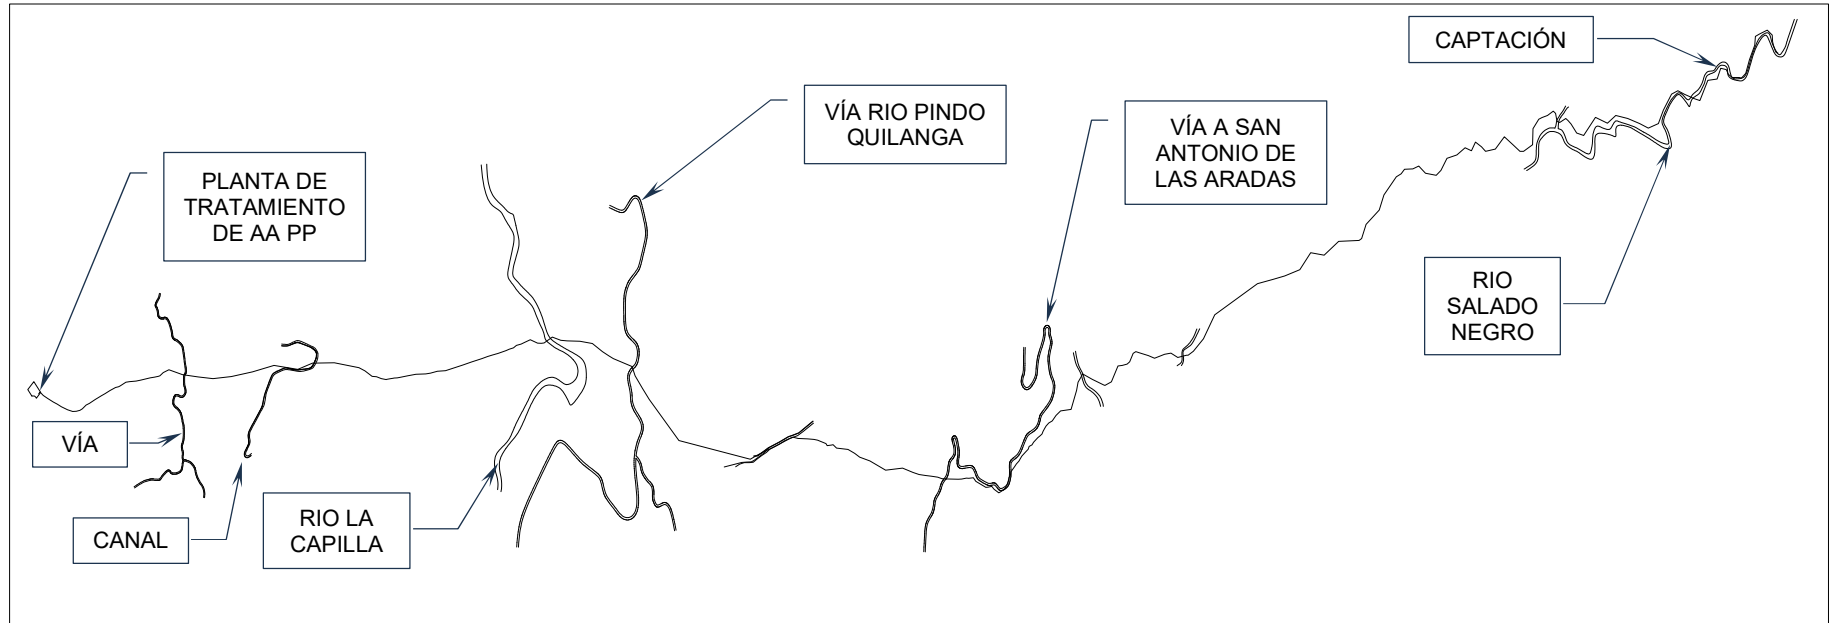 CAPTACIÓN
VÍA RIO PINDO
QUILANGA
VÍA A SAN
ANTONIO DE
LAS ARADAS
PLANTA DE
TRATAMIENTO
DE AA PP
RIO
SALADO
NEGRO
VÍA
CANAL
RIO LA
CAPILLA